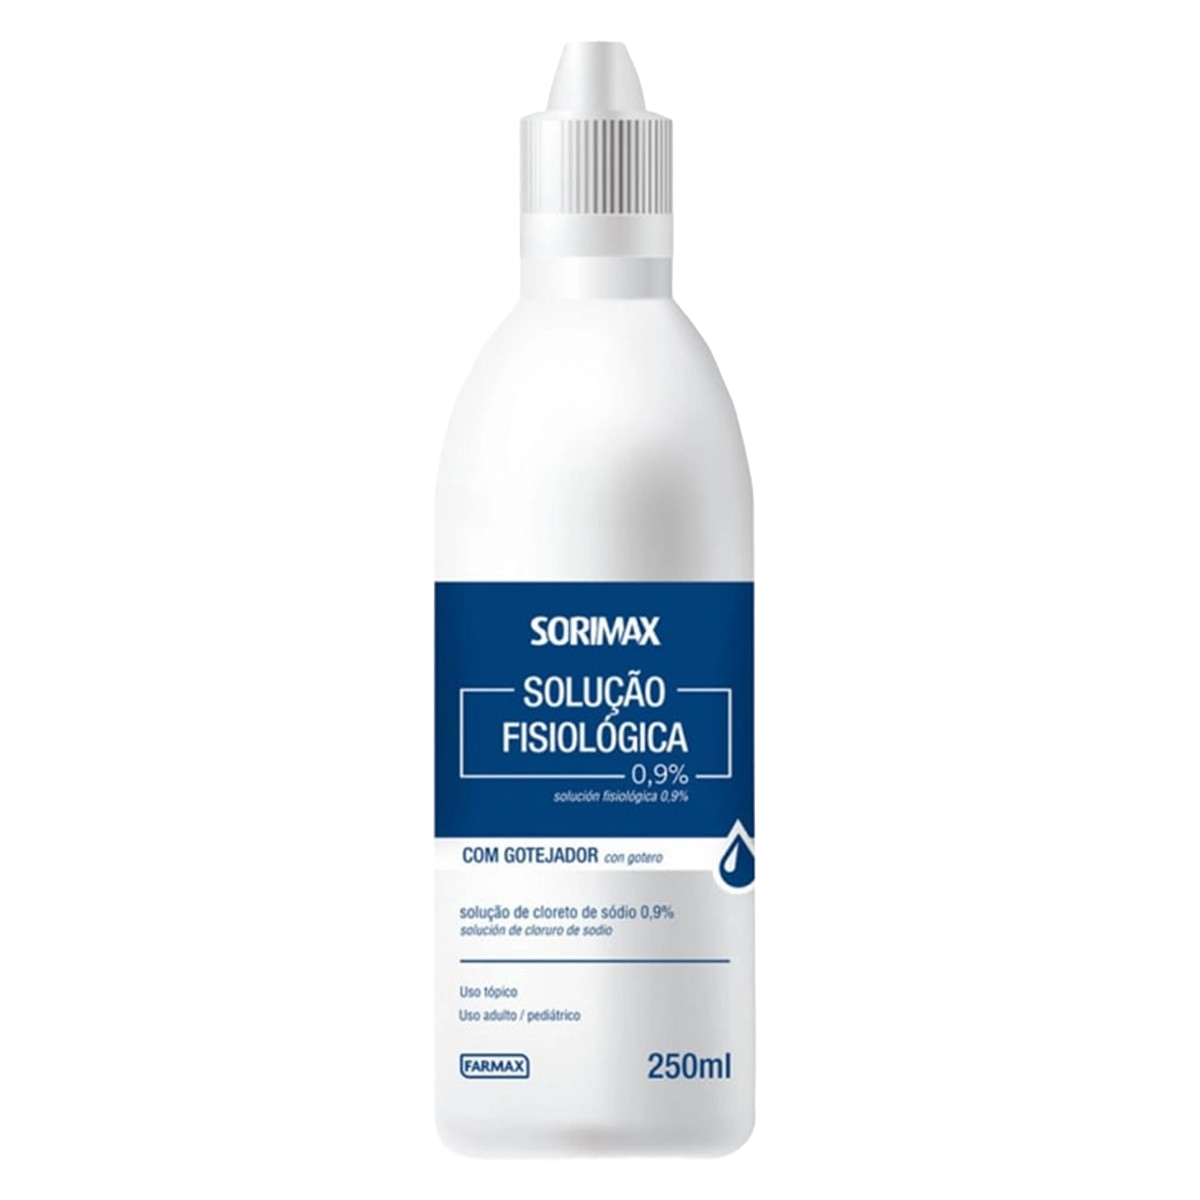 SORIMAX
SOLUÇÃO
FISIOLÓGICA
0,9%
solución fisiológica 0,9%
COM GOTEJADOR con gotero
solução de cloreto de sódio 0,9%
solución de cloruro de sodio
Uso tópico
Uso adulto / pediátrico
FARMAX 250ml